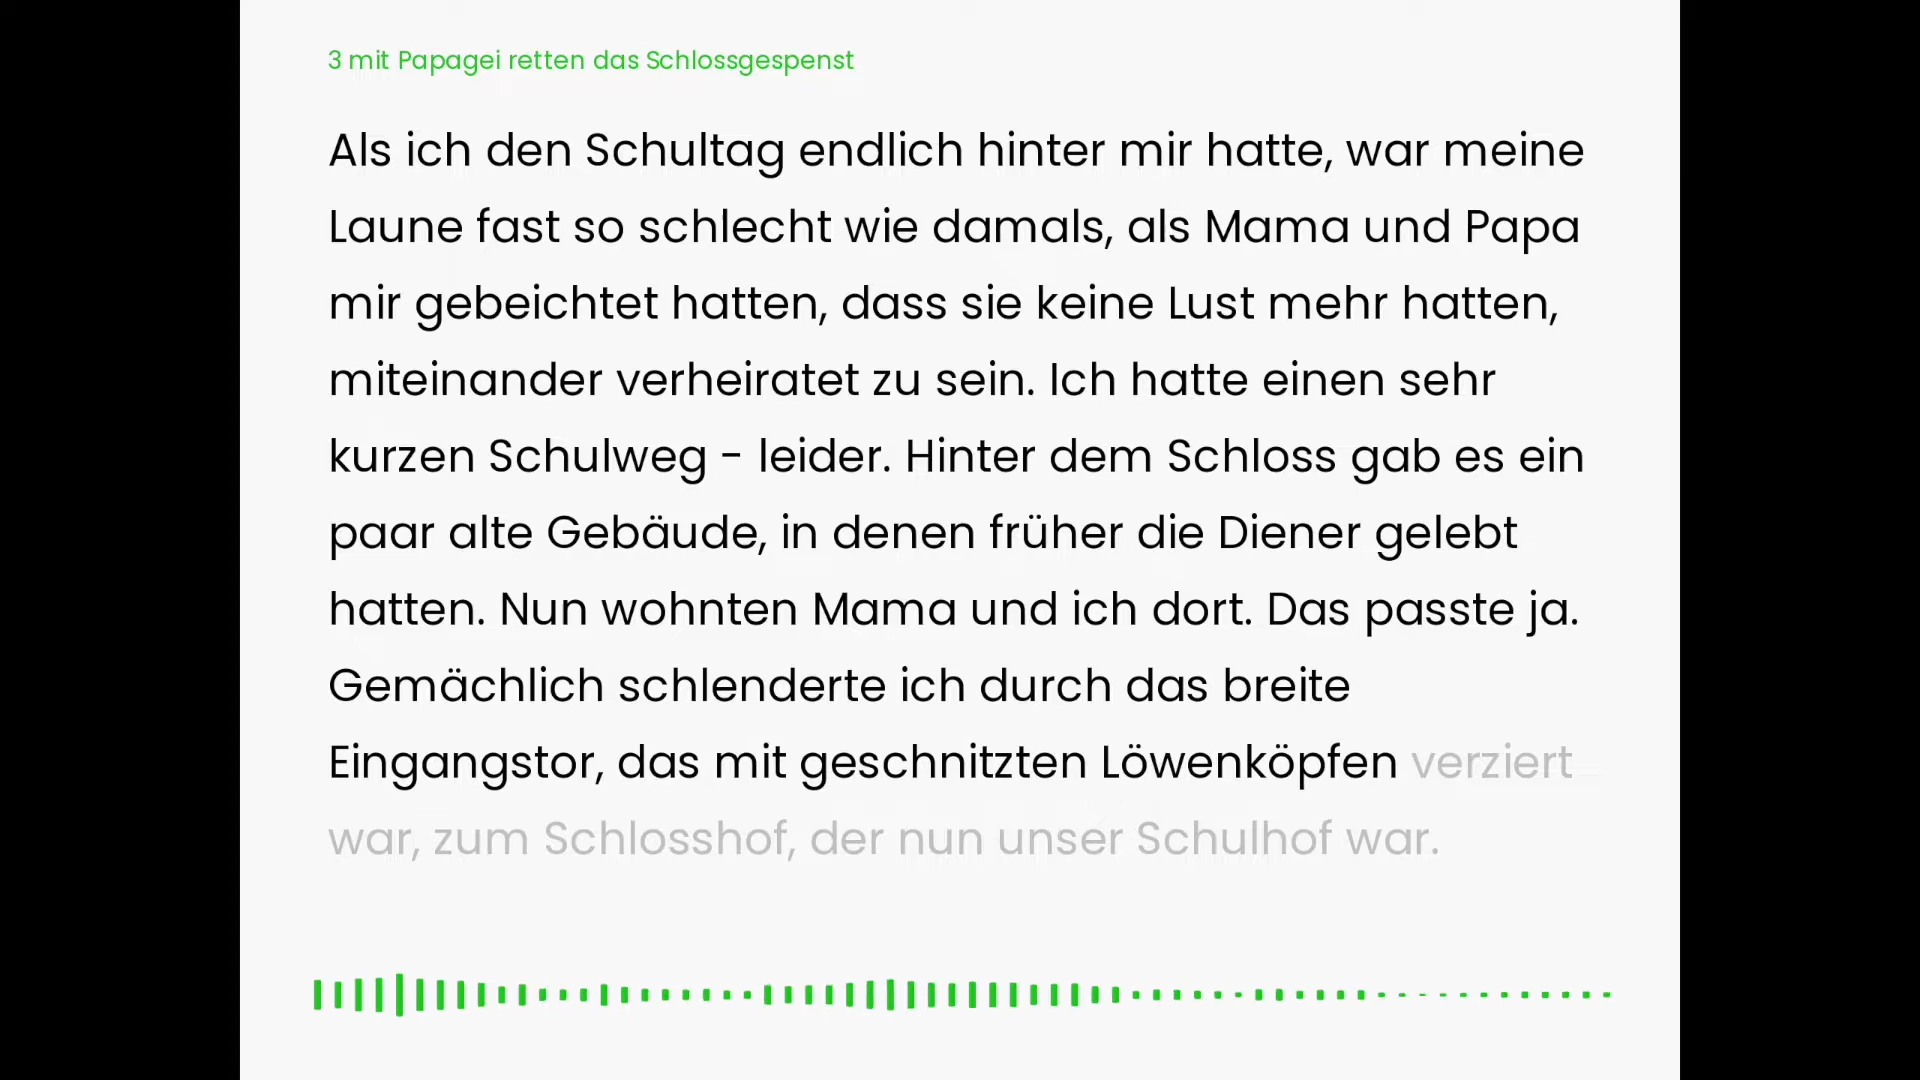 3 mit Papagei retten das Schlossgespenst
Als ich den Schultag endlich hinter mir hatte, war meine
Laune fast so schlecht wie damals, als Mama und Papa
mir gebeichtet hatten, dass sie keine Lust mehr hatten,
miteinander verheiratet zu sein. Ich hatte einen sehr
kurzen Schulweg - leider. Hinter dem Schloss gab es ein
paar alte Gebäude, in denen früher die Diener gelebt
hatten. Nun wohnten Mama und ich dort. Das passte ja.
Gemächlich schlenderte ich durch das breite
Eingangstor, das mit geschnitzten Löwenköpfen verziert
war, zum Schlosshof, der nun unser Schulhof war.